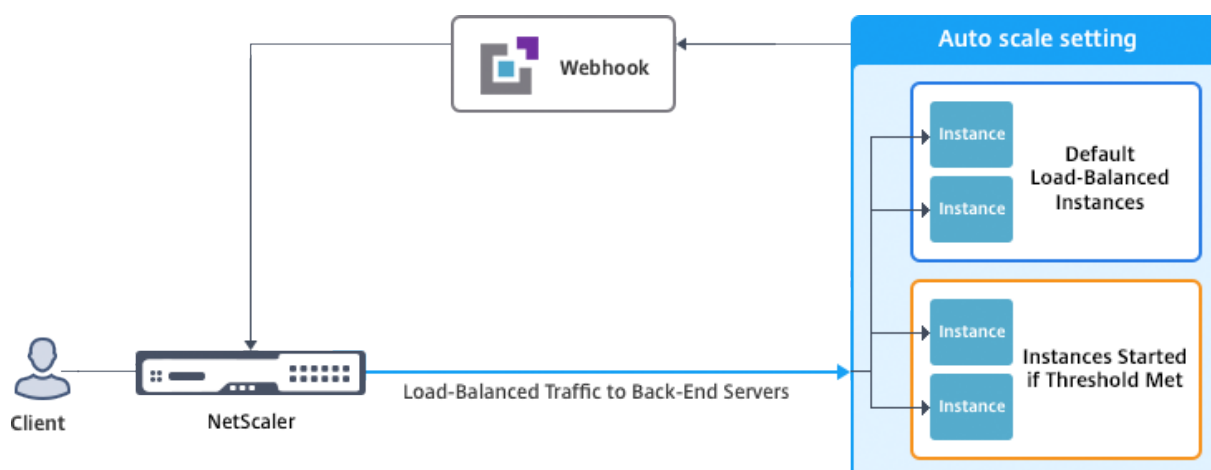 Webhook
Auto scale setting
Instance
Instance
Default
Load-Balanced
Instances
Instance
Instance
Instances Started
if Threshold Met
Client
NetScaler
Load-Balanced Traffic to Back-End Servers